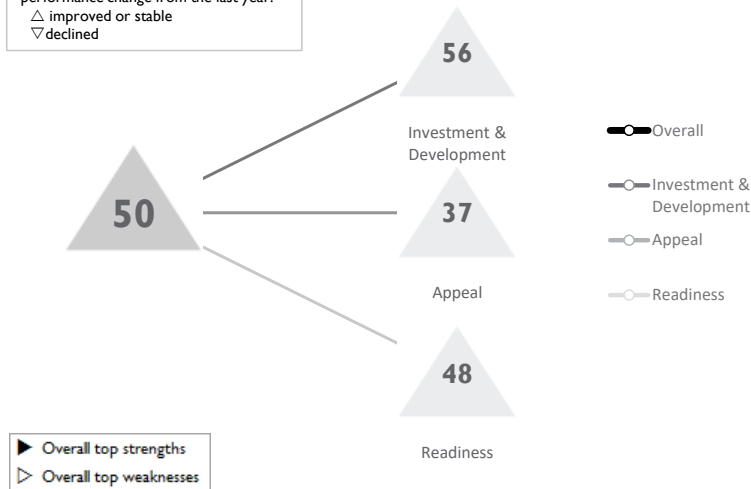 performance change from the last year:
△ improved or stable
▽ declined
56
Investment &
Development
50
37
Appeal
48
Readiness
Overall
Investment &
Development
Appeal
Readiness
▶ Overall top strengths
▷ Overall top weaknesses